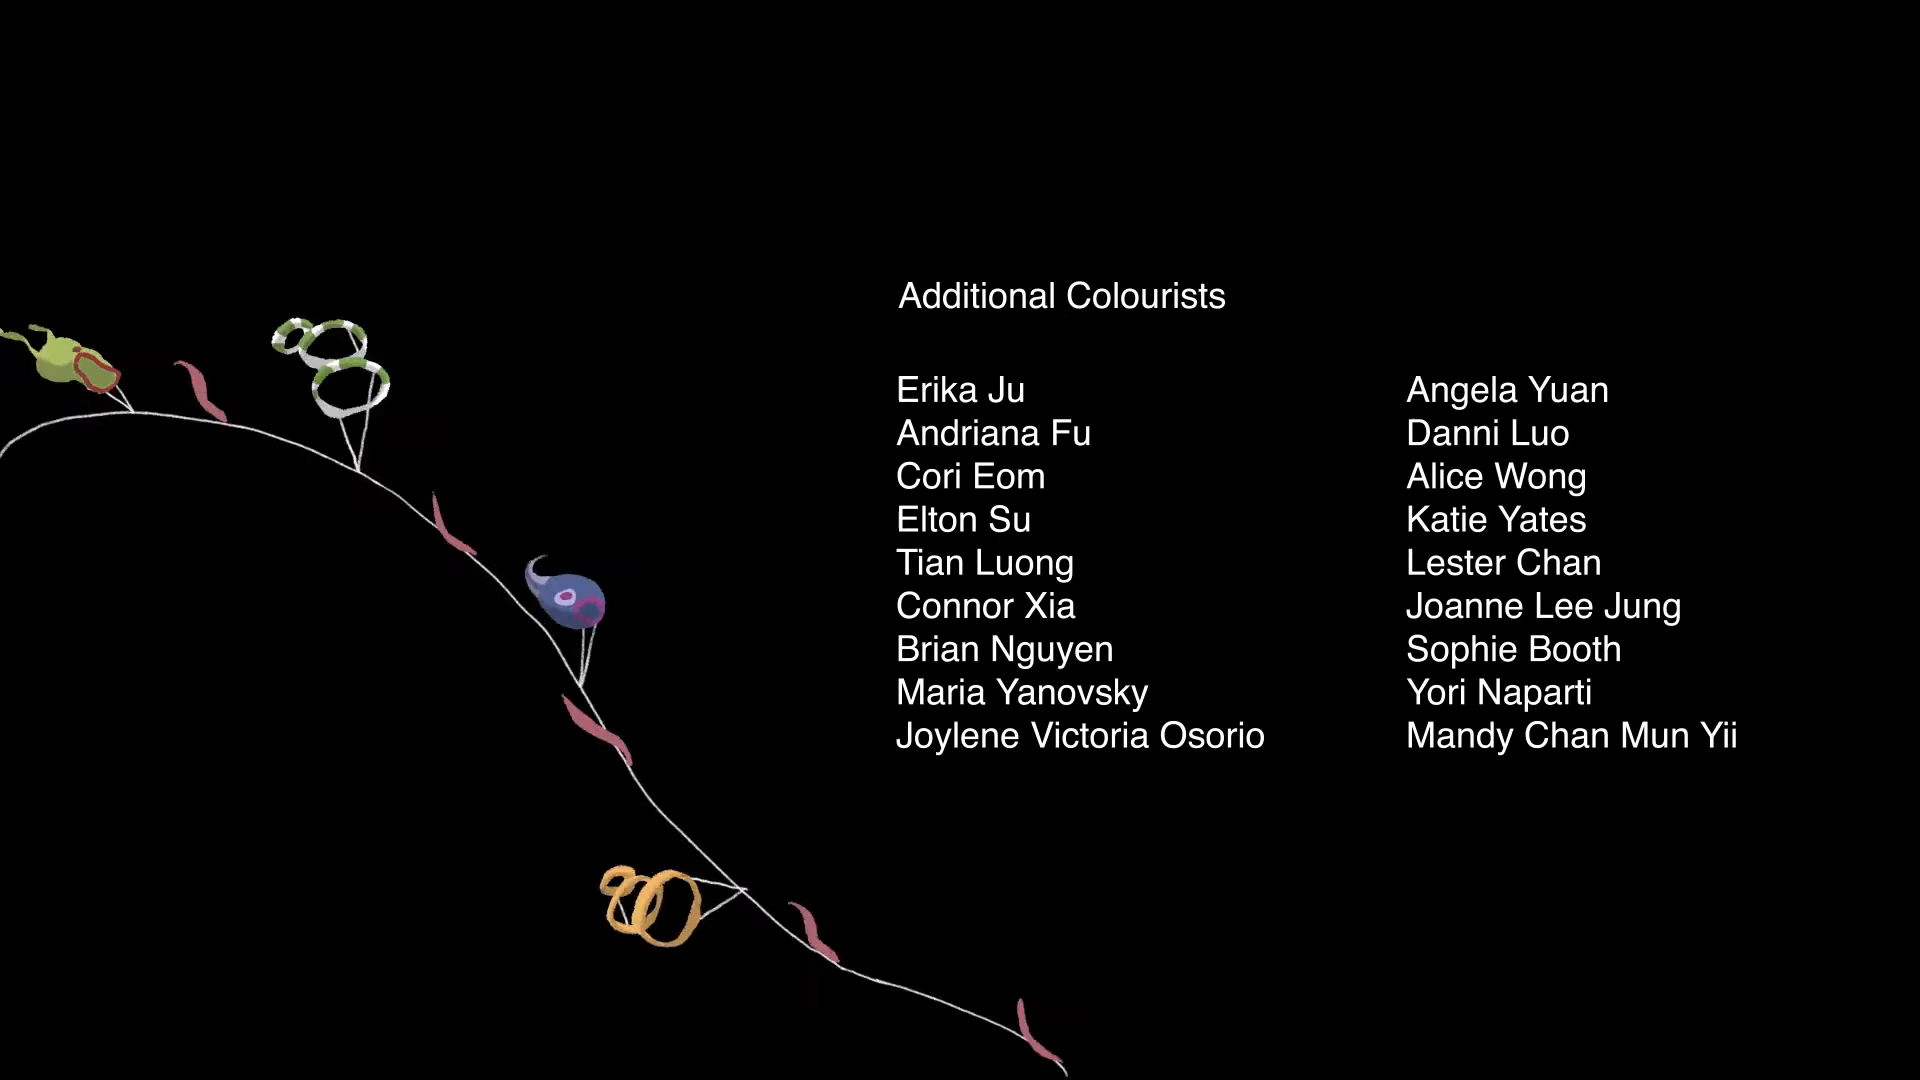 Additional Colourists
Erika Ju
Andriana Fu
Cori Eom
Elton Su
Tian Luong
Connor Xia
Brian Nguyen
Maria Yanovsky
Joylene Victoria Osorio
Angela Yuan
Danni Luo
Alice Wong
Katie Yates
Lester Chan
Joanne Lee Jung
Sophie Booth
Yori Naparti
Mandy Chan Mun Yii